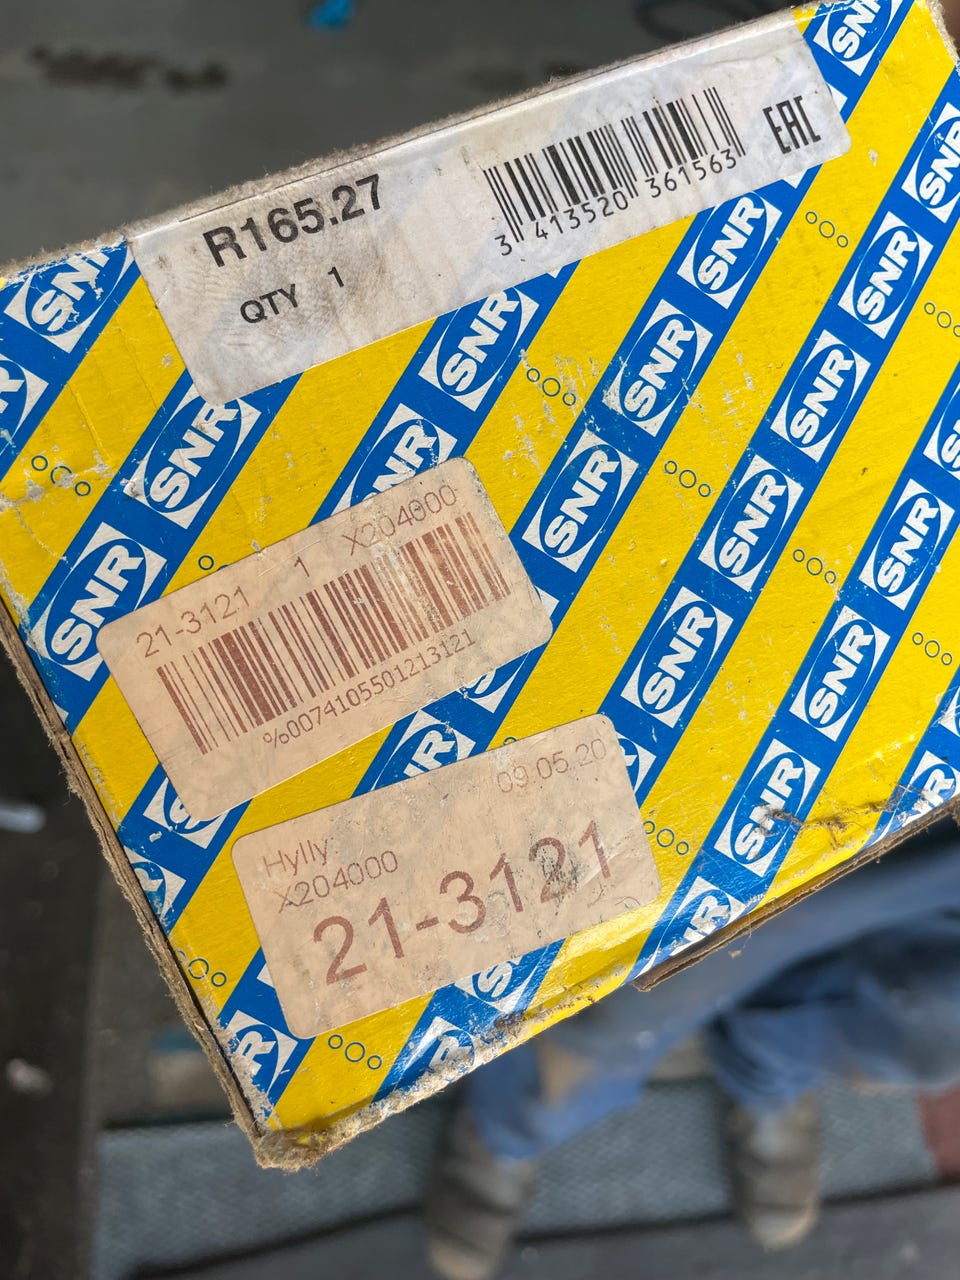 R165.27
QTY 1
3 413520 361563
EAC
SNR
21-3121 1 X204000
%007410550121312​1
09.05.20
Hylly:
X204000
21-3121